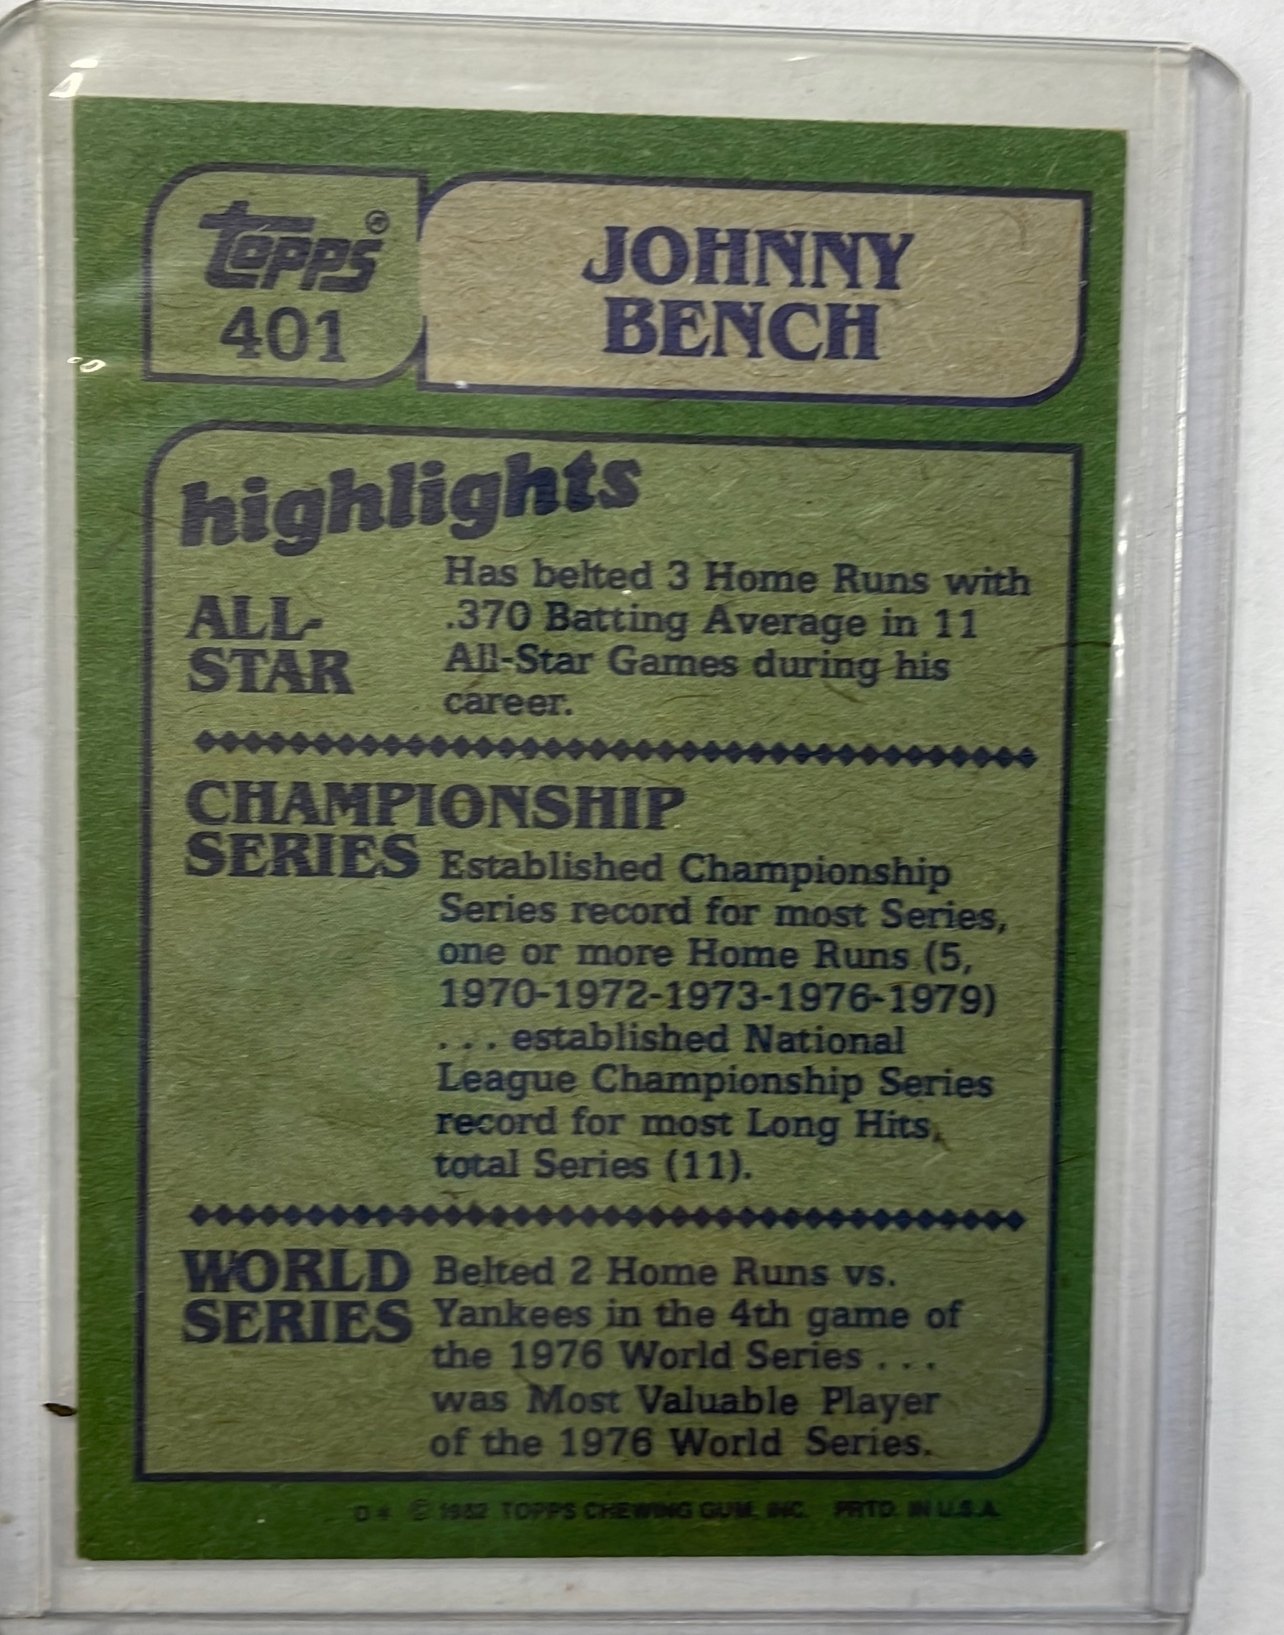 Topps®
401
JOHNNY
BENCH
highlights
ALL-
STAR
Has belted 3 Home Runs with
.370 Batting Average in 11
All-Star Games during his
career.
CHAMPIONSHIP
SERIES
Established Championship
Series record for most Series,
one or more Home Runs (5,
1970-1972-1973-1976-1979)
. . . established National
League Championship Series
record for most Long Hits,
total Series (11).
WORLD
SERIES
Belted 2 Home Runs vs.
Yankees in the 4th game of
the 1976 World Series . . .
was Most Valuable Player
of the 1976 World Series.
D* © 1982 TOPPS CHEWING GUM, INC. PRTD. IN U.S.A.